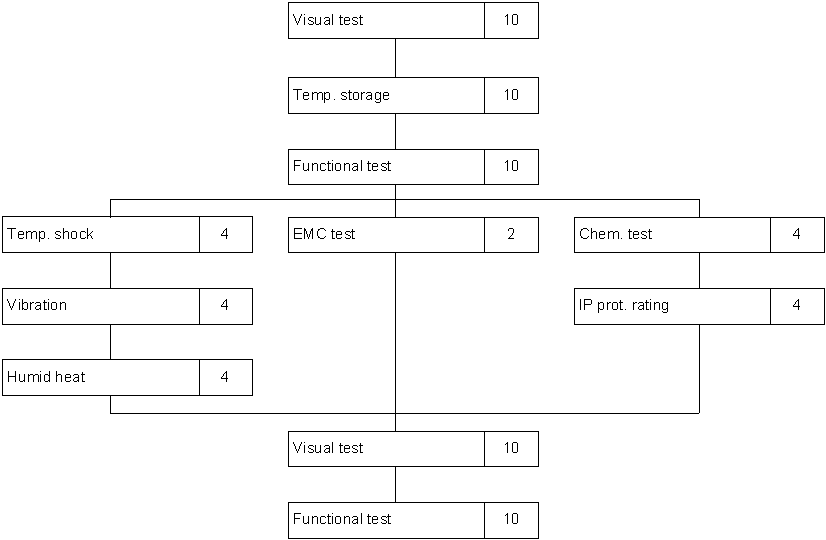 Visual test 10
Temp. storage 10
Functional test 10
Temp. shock 4 EMC test 2 Chem. test 4
Vibration 4 IP prot. rating 4
Humid heat 4
Visual test 10
Functional test 10